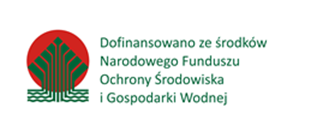 Dofinansowano ze środków
Narodowego Funduszu
Ochrony Środowiska
i Gospodarki Wodnej